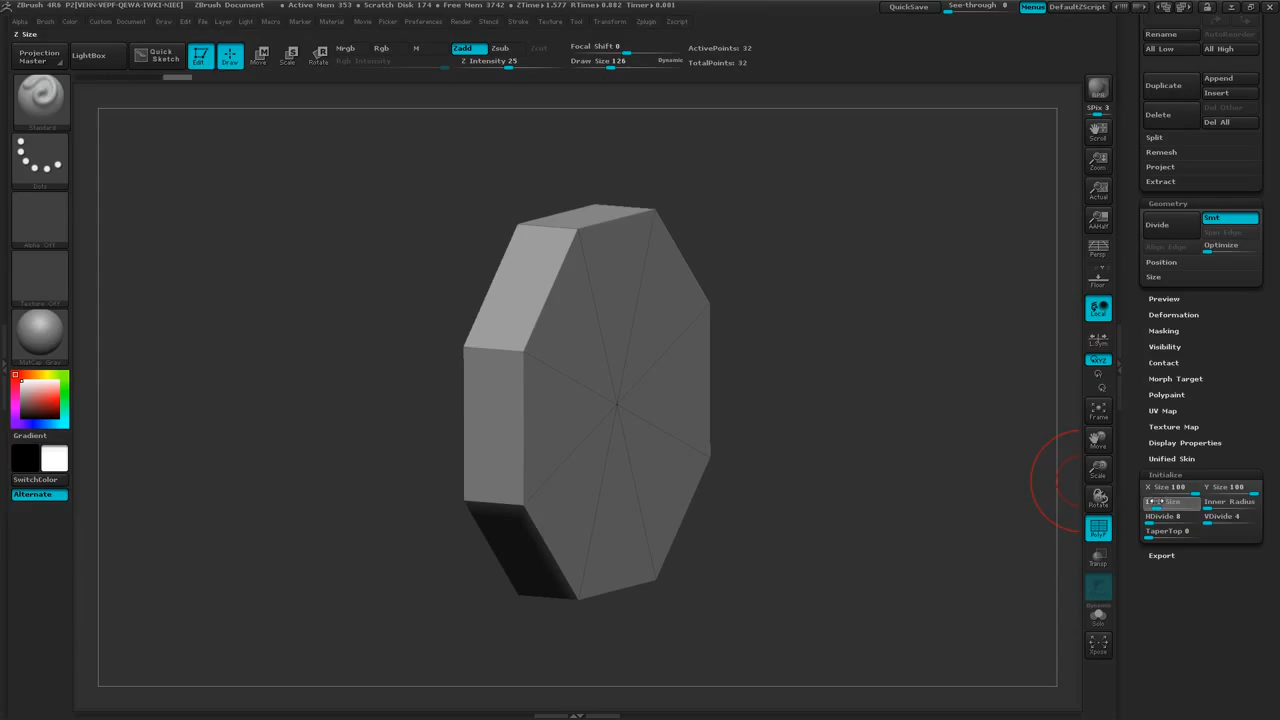 ZBrush 4R6 P2[VEHN-VEPF-QEWA-IWKI-NIEC] ZBrush Document • Active Mem 353 • Scratch Disk 174 • Free Mem 3742 • ZTime▸1.577 RTime▸0.082 Timer▸0.001 QuickSave See-through 0 Menus DefaultZScript
Alpha Brush Color Document Draw Edit File Layer Light Macro Marker Material Movie Picker Preferences Render Stencil Stroke Texture Tool Transform Zplugin Zscript
Z Size
Projection Master
LightBox
Quick Sketch
Edit
Draw
Move
Scale
Rotate
Mrgb Rgb M
Rgb Intensity
Zadd Zsub Zcut
Z Intensity 25
Focal Shift 0
Draw Size 126
Dynamic
ActivePoints: 32
TotalPoints: 32
Standard
Dots
Alpha Off
Texture Off
MatCap Gray
Gradient
SwitchColor
Alternate
BPR
SPix 3
Scroll
Zoom
Actual
AAHalf
Persp
Floor
Local
L.Sym
XYZ
Frame
Move
Scale
Rotate
PolyF
Transp
Dynamic
Solo
Xpose
Rename AutoReorder
All Low All High
Duplicate Append
Insert
Delete Del Other
Del All
Split
Remesh
Project
Extract
Geometry
Divide Smt
Span Edge
Align Edge Optimize
Position
Size
Preview
Deformation
Masking
Visibility
Contact
Morph Target
Polypaint
UV Map
Texture Map
Display Properties
Unified Skin
Initialize
X Size 100 Y Size 100
Size Inner Radius
HDivide 8 VDivide 4
TaperTop 0
Export